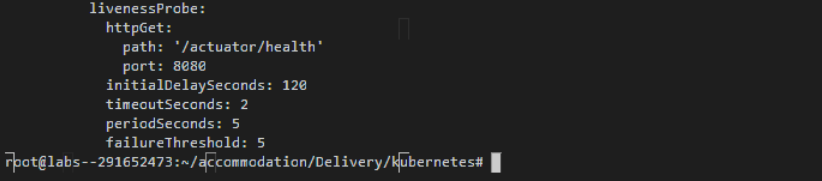 livenessProbe:
httpGet:
path: '/actuator/health'
port: 8080
initialDelaySeconds: 120
timeoutSeconds: 2
periodSeconds: 5
failureThreshold: 5
root@labs--291652473:~/accommodation/Delivery/kubernetes#